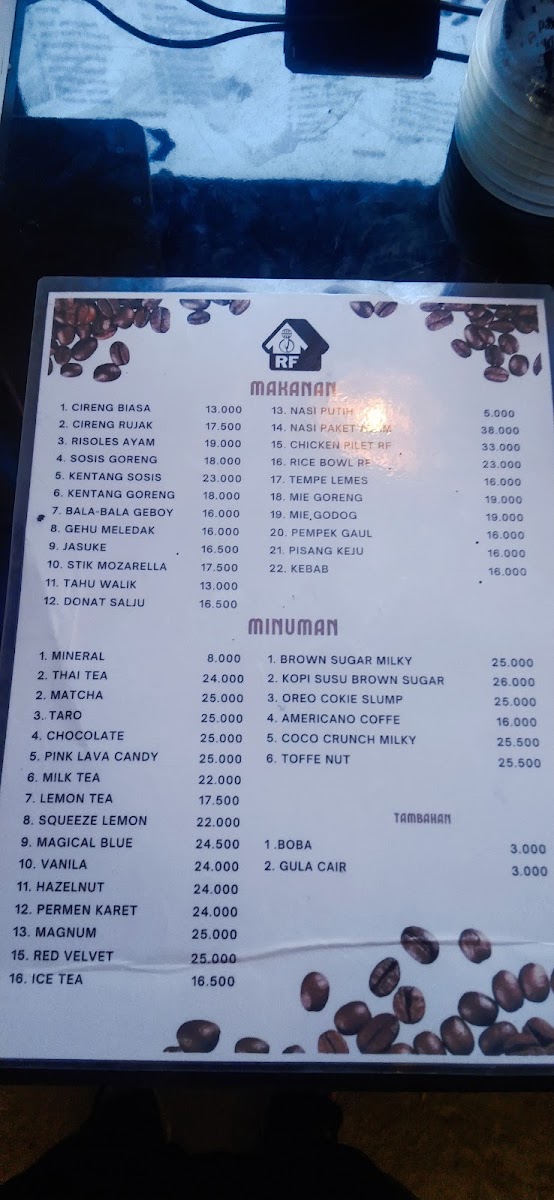 RF
MAKANAN
1. CIRENG BIASA 13.000
2. CIRENG RUJAK 17.500
3. RISOLES AYAM 19.000
4. SOSIS GORENG 18.000
5. KENTANG SOSIS 23.000
6. KENTANG GORENG 18.000
7. BALA-BALA GEBOY 16.000
8. GEHU MELEDAK 16.000
9. JASUKE 16.500
10. STIK MOZARELLA 17.500
11. TAHU WALIK 13.000
12. DONAT SALJU 16.500
13. NASI PUTIH 5.000
14. NASI PAKET AYAM 38.000
15. CHICKEN PILET RF 33.000
16. RICE BOWL RF 23.000
17. TEMPE LEMES 16.000
18. MIE GORENG 19.000
19. MIE GODOG 19.000
20. PEMPEK GAUL 16.000
21. PISANG KEJU 16.000
22. KEBAB 16.000
MINUMAN
1. MINERAL 8.000
2. THAI TEA 24.000
2. MATCHA 25.000
3. TARO 25.000
4. CHOCOLATE 25.000
5. PINK LAVA CANDY 25.000
6. MILK TEA 22.000
7. LEMON TEA 17.500
8. SQUEEZE LEMON 22.000
9. MAGICAL BLUE 24.500
10. VANILA 24.000
11. HAZELNUT 24.000
12. PERMEN KARET 24.000
13. MAGNUM 25.000
15. RED VELVET 25.000
16. ICE TEA 16.500
1. BROWN SUGAR MILKY 25.000
2. KOPI SUSU BROWN SUGAR 26.000
3. OREO COKIE SLUMP 25.000
4. AMERICANO COFFE 16.000
5. COCO CRUNCH MILKY 25.500
6. TOFFE NUT 25.500
TAMBAHAN
1 .BOBA 3.000
2. GULA CAIR 3.000